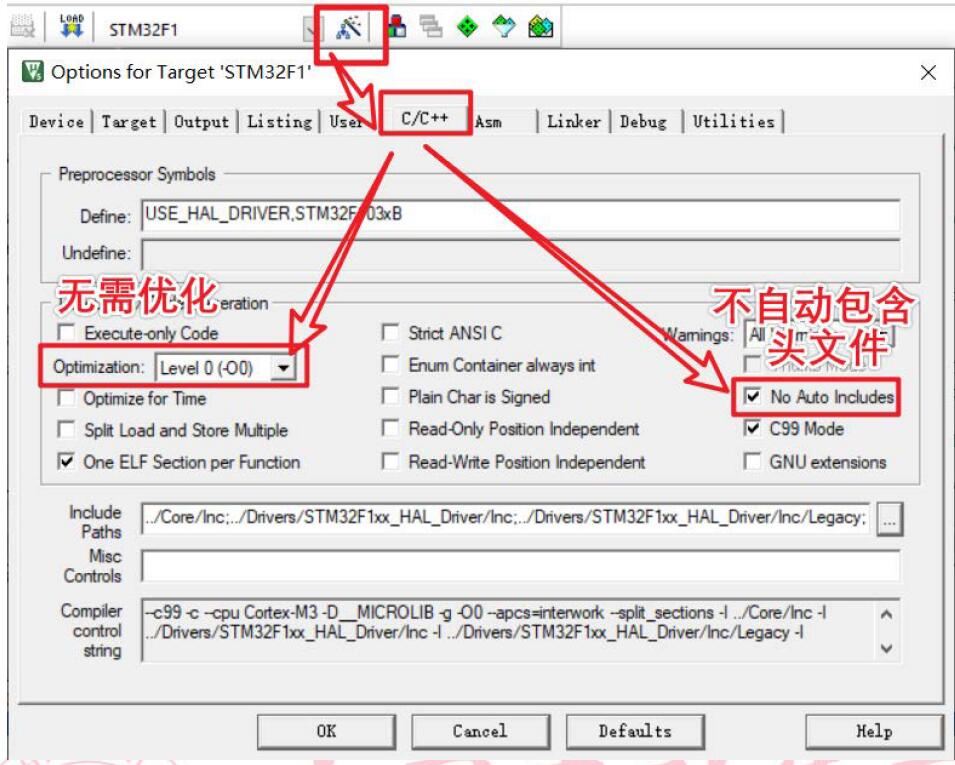 LOAD
STM32F1
Options for Target 'STM32F1'
Device Target Output Listing User C/C++ Asm Linker Debug Utilities
Preprocessor Symbols
Define: USE_HAL_DRIVER,STM32F103xB
Undefine:
无需优化
eration
不自动包含
头文件
Execute-only Code
Strict ANSI C
Warnings:
Optimization: Level 0 (-O0)
Enum Container always int
Optimize for Time
Plain Char is Signed
No Auto Includes
Split Load and Store Multiple
Read-Only Position Independent
C99 Mode
One ELF Section per Function
Read-Write Position Independent
GNU extensions
Include Paths
../Core/Inc;../Drivers/STM32F1xx_HAL_Driver/Inc;../Drivers/STM32F1xx_HAL_Driver/Inc/Legacy;
...
Misc Controls
Compiler control string
--c99 -c --cpu Cortex-M3 -D__MICROLIB -g -O0 --apcs=interwork --split_sections -I ../Core/Inc -I
../Drivers/STM32F1xx_HAL_Driver/Inc -I ../Drivers/STM32F1xx_HAL_Driver/Inc/Legacy -I
OK Cancel Defaults Help